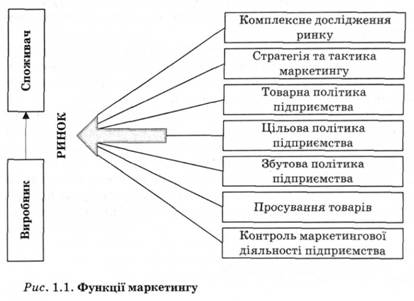 Споживач
Виробник
РИНОК
Комплексне дослідження
ринку
Стратегія та тактика
маркетингу
Товарна політика
підприємства
Цільова політика
підприємства
Збутова політика
підприємства
Просування товарів
Контроль маркетингової
діяльності підприємства
Рис. 1.1. Функції маркетингу